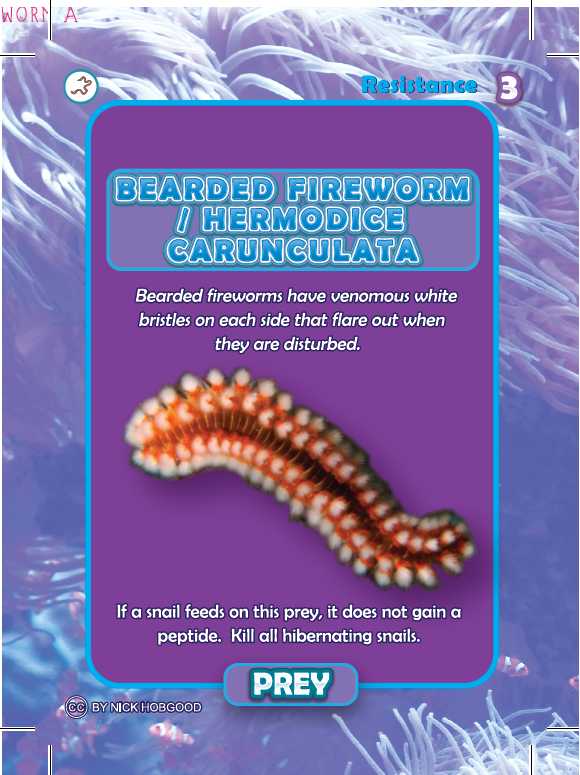 WORM A
Resistance 3
BEARDED FIREWORM
/ HERMODICE
CARUNCULATA
Bearded fireworms have venomous white
bristles on each side that flare out when
they are disturbed.
If a snail feeds on this prey, it does not gain a
peptide. Kill all hibernating snails.
PREY
CC BY NICK HOBGOOD